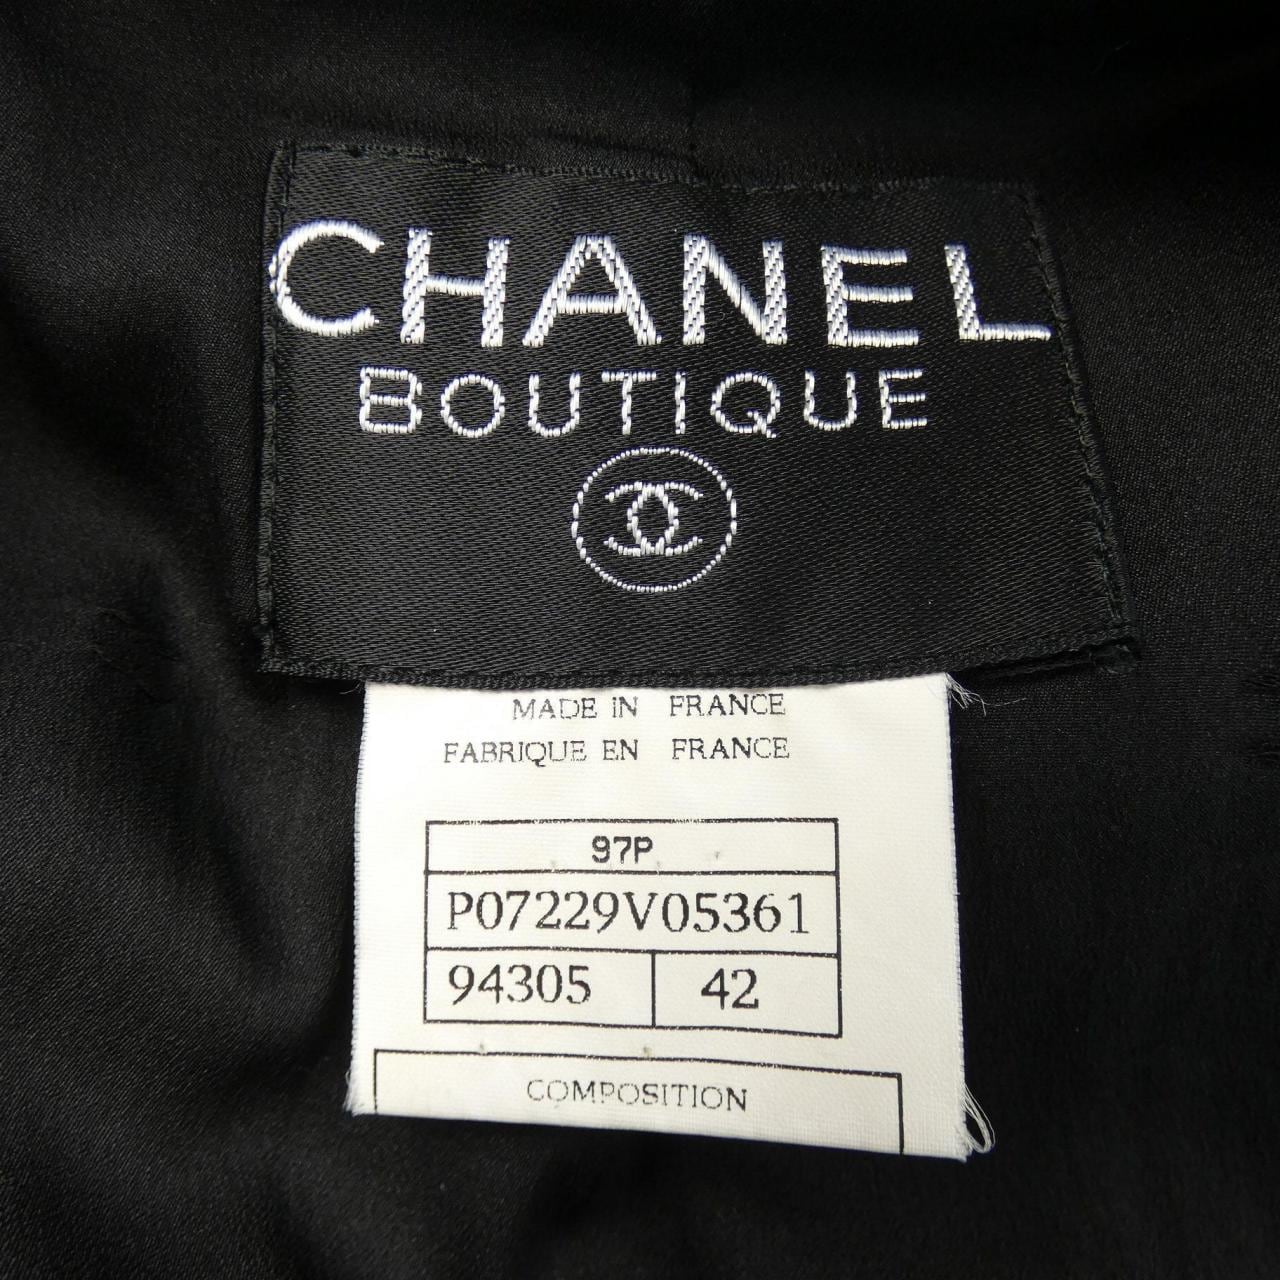 CHANEL
BOUTIQUE
MADE IN FRANCE
FABRIQUE EN FRANCE
97P
P07229V05361
94305 42
COMPOSITION